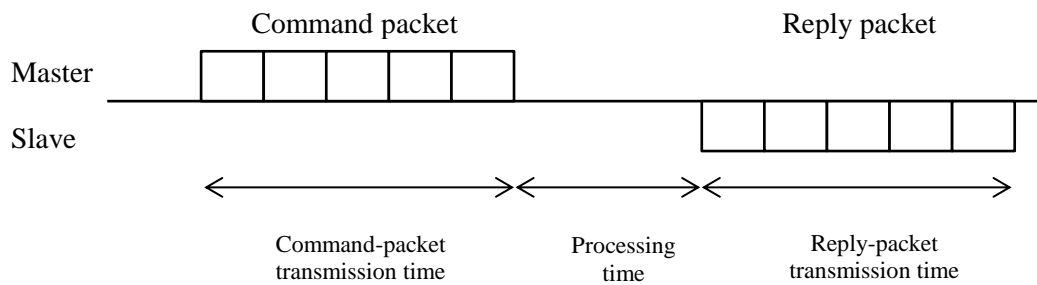 Command packet
Reply packet
Master
Slave
Command-packet
transmission time
Processing
time
Reply-packet
transmission time